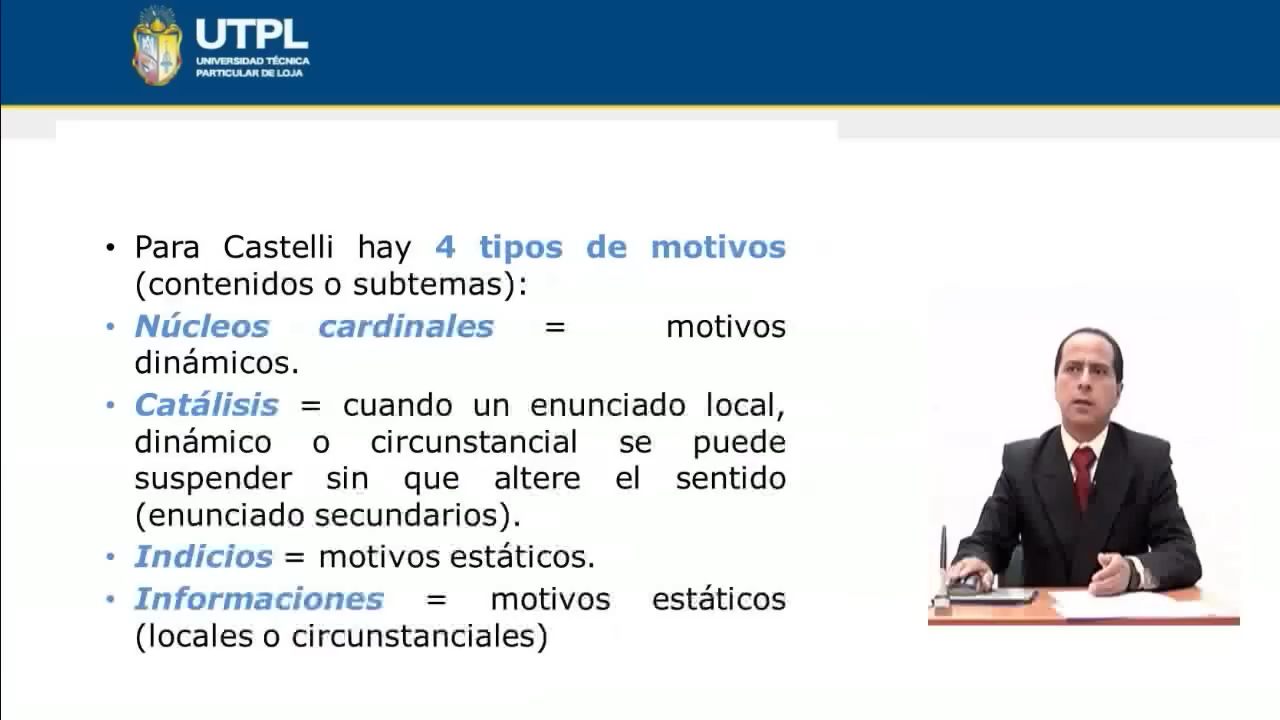 UTPL
UNIVERSIDAD TÉCNICA
PARTICULAR DE LOJA
• Para Castelli hay 4 tipos de motivos
(contenidos o subtemas):
• Núcleos cardinales = motivos
dinámicos.
• Catálisis = cuando un enunciado local,
dinámico o circunstancial se puede
suspender sin que altere el sentido
(enunciado secundarios).
• Indicios = motivos estáticos.
• Informaciones = motivos estáticos
(locales o circunstanciales)